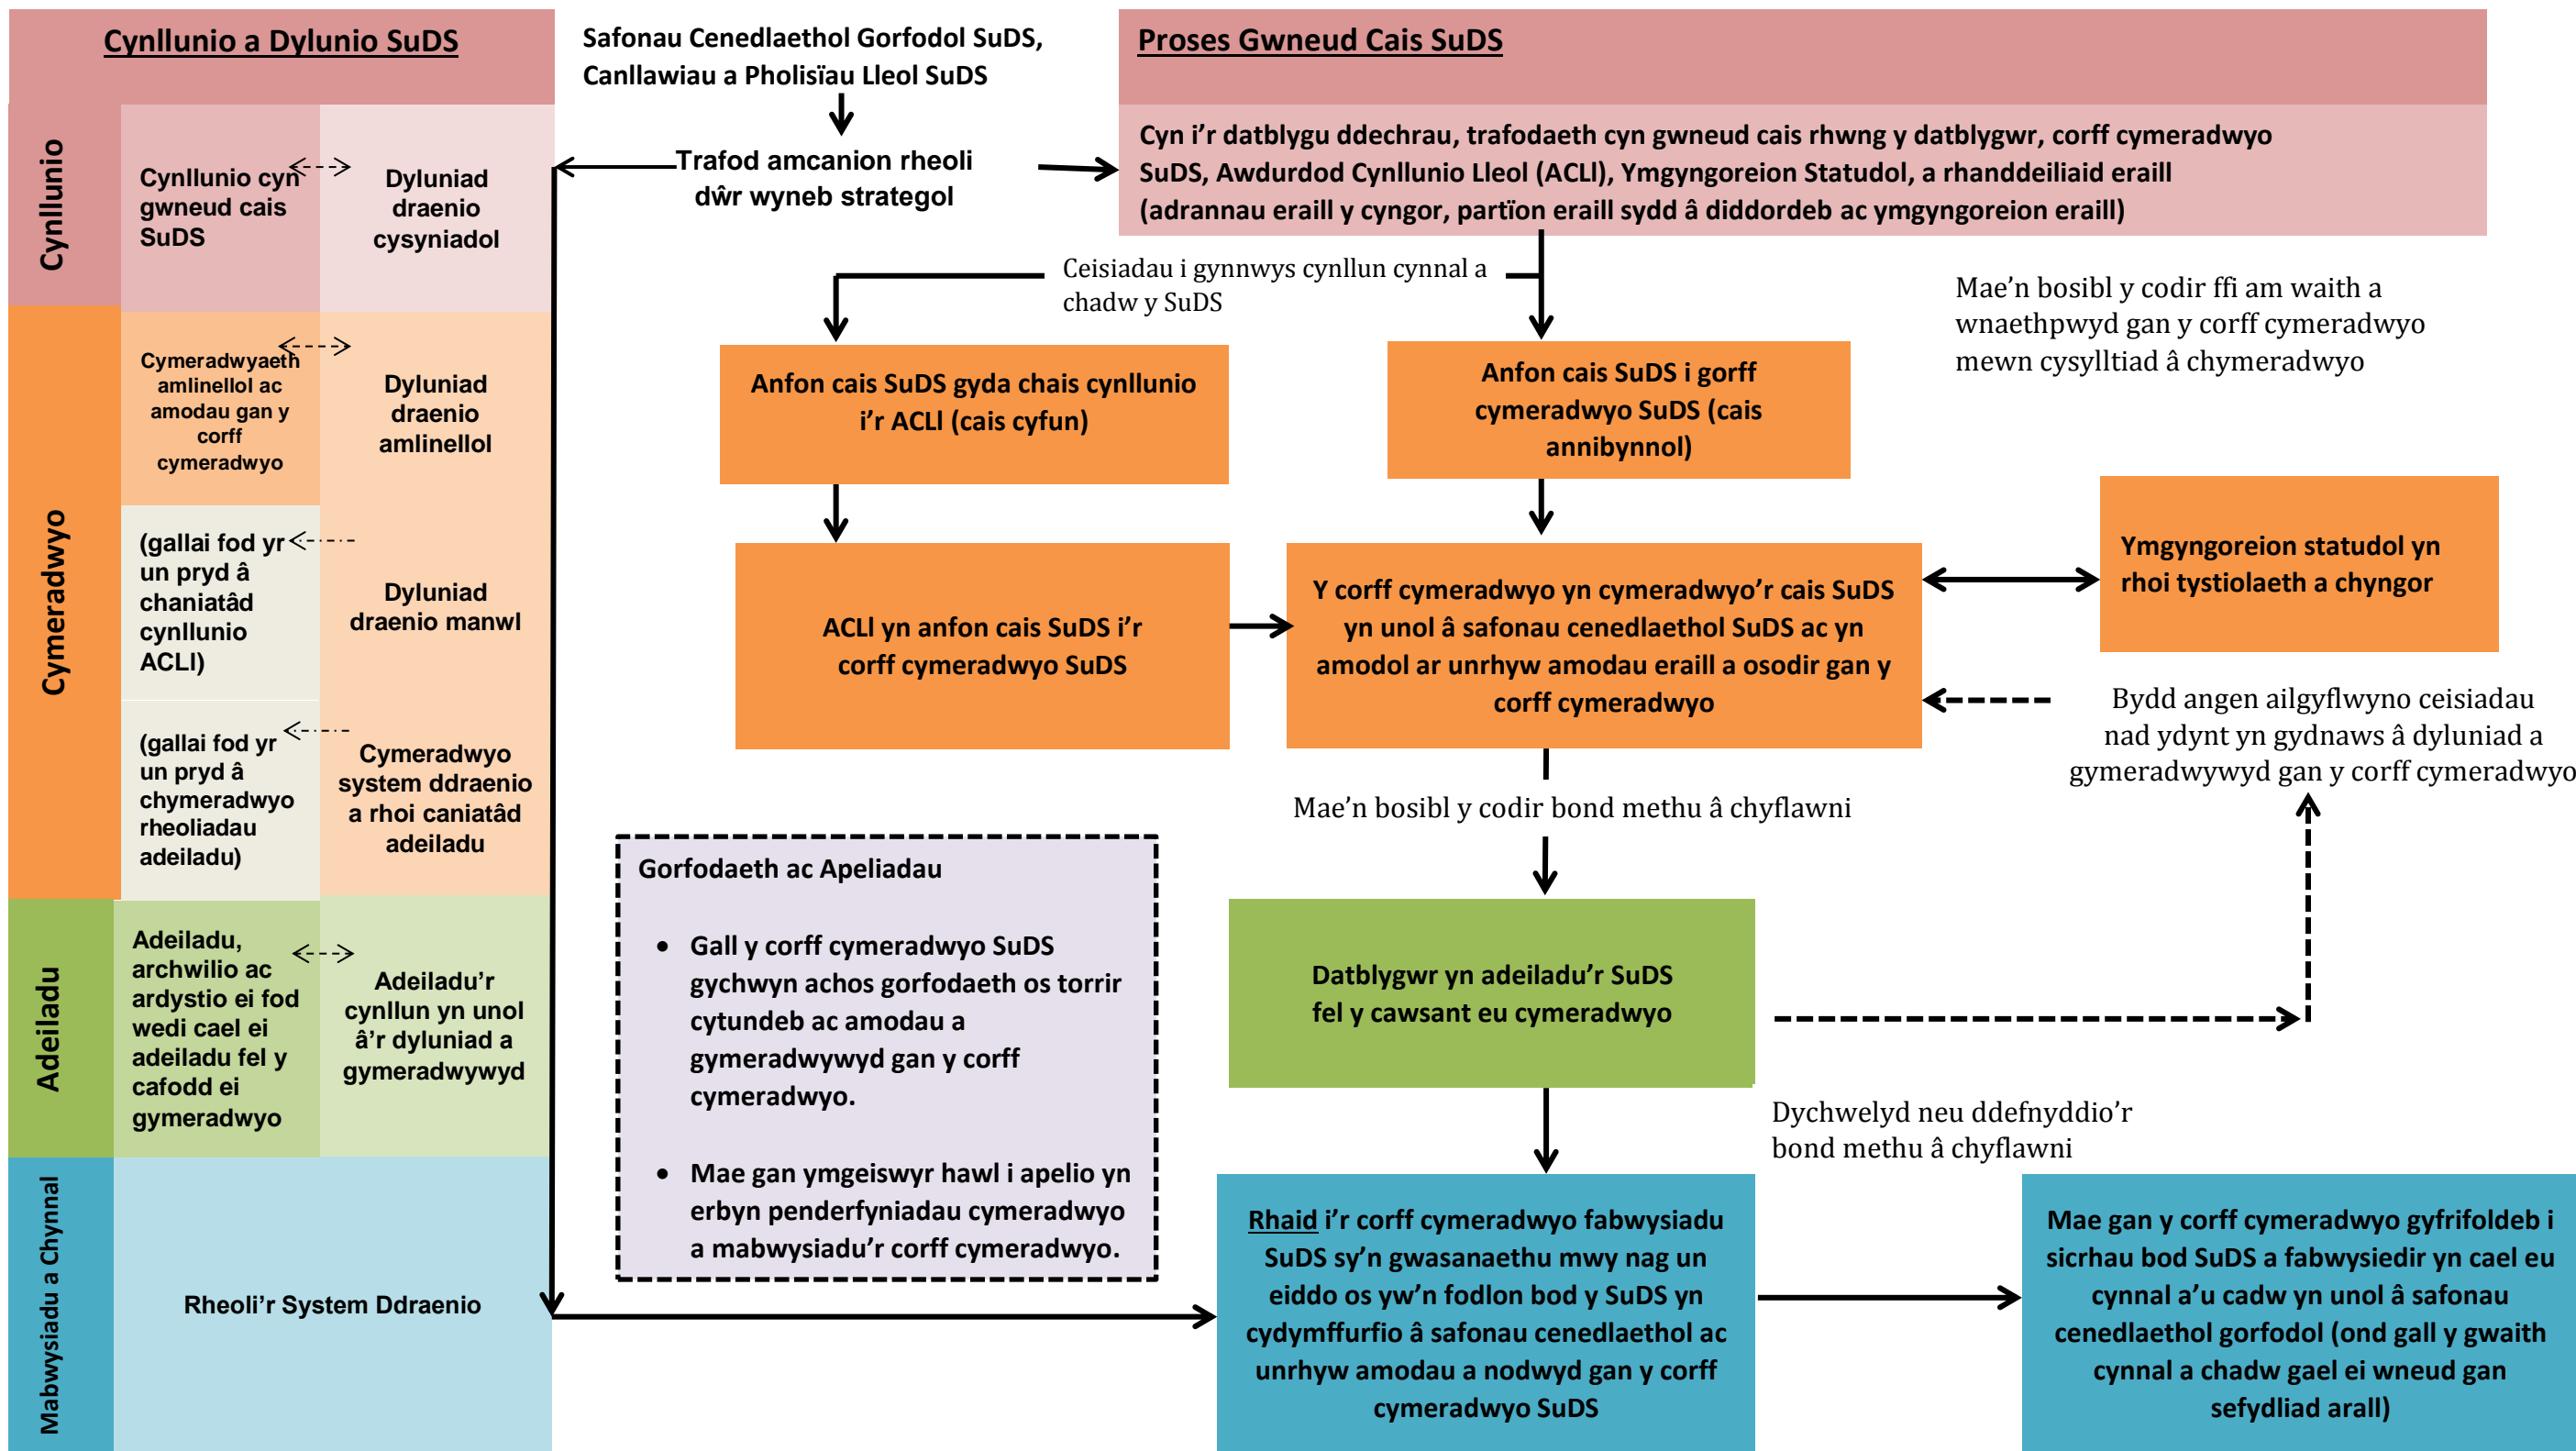 Cynllunio a Dylunio SuDS
Cynllunio
Cynllunio cyn
gwneud cais
SuDS
Dyluniad
draenio
cysyniadol
Cymeradwyo
Cymeradwyaeth
amlinellol ac
amodau gan y
corff
cymeradwyo
Dyluniad
draenio
amlinellol
(gallai fod yr
un pryd â
chaniatâd
cynllunio
ACLI)
Dyluniad
draenio manwl
(gallai fod yr
un pryd â
chymeradwyo
rheoliadau
adeiladu)
Cymeradwyo
system ddraenio
a rhoi caniatâd
adeiladu
Adeiladu
Adeiladu,
archwilio ac
ardystio ei fod
wedi cael ei
adeiladu fel y
cafodd ei
gymeradwyo
Adeiladu'r
cynllun yn unol
â'r dyluniad a
gymeradwywyd
Mabwysiadu a Chynnal
Rheoli'r System Ddraenio
Safonau Cenedlaethol Gorfodol SuDS,
Canllawiau a Pholisïau Lleol SuDS
Trafod amcanion rheoli
dŵr wyneb strategol
Proses Gwneud Cais SuDS
Cyn i'r datblygu ddechrau, trafodaeth cyn gwneud cais rhwng y datblygwr, corff cymeradwyo
SuDS, Awdurdod Cynllunio Lleol (ACLl), Ymgyngoreion Statudol, a rhanddeiliaid eraill
(adrannau eraill y cyngor, partïon eraill sydd â diddordeb ac ymgyngoreion eraill)
Ceisiadau i gynnwys cynllun cynnal a
chadw y SuDS
Mae'n bosibl y codir ffi am waith a
wnaethpwyd gan y corff cymeradwyo
mewn cysylltiad â chymeradwyo
Anfon cais SuDS gyda chais cynllunio
i'r ACLl (cais cyfun)
Anfon cais SuDS i gorff
cymeradwyo SuDS (cais
annibynnol)
ACLl yn anfon cais SuDS i'r
corff cymeradwyo SuDS
Y corff cymeradwyo yn cymeradwyo'r cais SuDS
yn unol â safonau cenedlaethol SuDS ac yn
amodol ar unrhyw amodau eraill a osodir gan y
corff cymeradwyo
Ymgyngoreion statudol yn
rhoi tystiolaeth a chyngor
Bydd angen ailgyflwyno ceisiadau
nad ydynt yn gydnaws â dyluniad a
gymeradwywyd gan y corff cymeradwyo
Mae'n bosibl y codir bond methu â chyflawni
Gorfodaeth ac Apeliadau
• Gall y corff cymeradwyo SuDS
gychwyn achos gorfodaeth os torrir
cytundeb ac amodau a
gymeradwywyd gan y corff
cymeradwyo.
• Mae gan ymgeiswyr hawl i apelio yn
erbyn penderfyniadau cymeradwyo
a mabwysiadu'r corff cymeradwyo.
Datblygwr yn adeiladu'r SuDS
fel y cawsant eu cymeradwyo
Dychwelyd neu ddefnyddio'r
bond methu â chyflawni
Rhaid i'r corff cymeradwyo fabwysiadu
SuDS sy'n gwasanaethu mwy nag un
eiddo os yw'n fodlon bod y SuDS yn
cydymffurfio â safonau cenedlaethol ac
unrhyw amodau a nodwyd gan y corff
cymeradwyo SuDS
Mae gan y corff cymeradwyo gyfrifoldeb i
sicrhau bod SuDS a fabwysiedir yn cael eu
cynnal a'u cadw yn unol â safonau
cenedlaethol gorfodol (ond gall y gwaith
cynnal a chadw gael ei wneud gan
sefydliad arall)